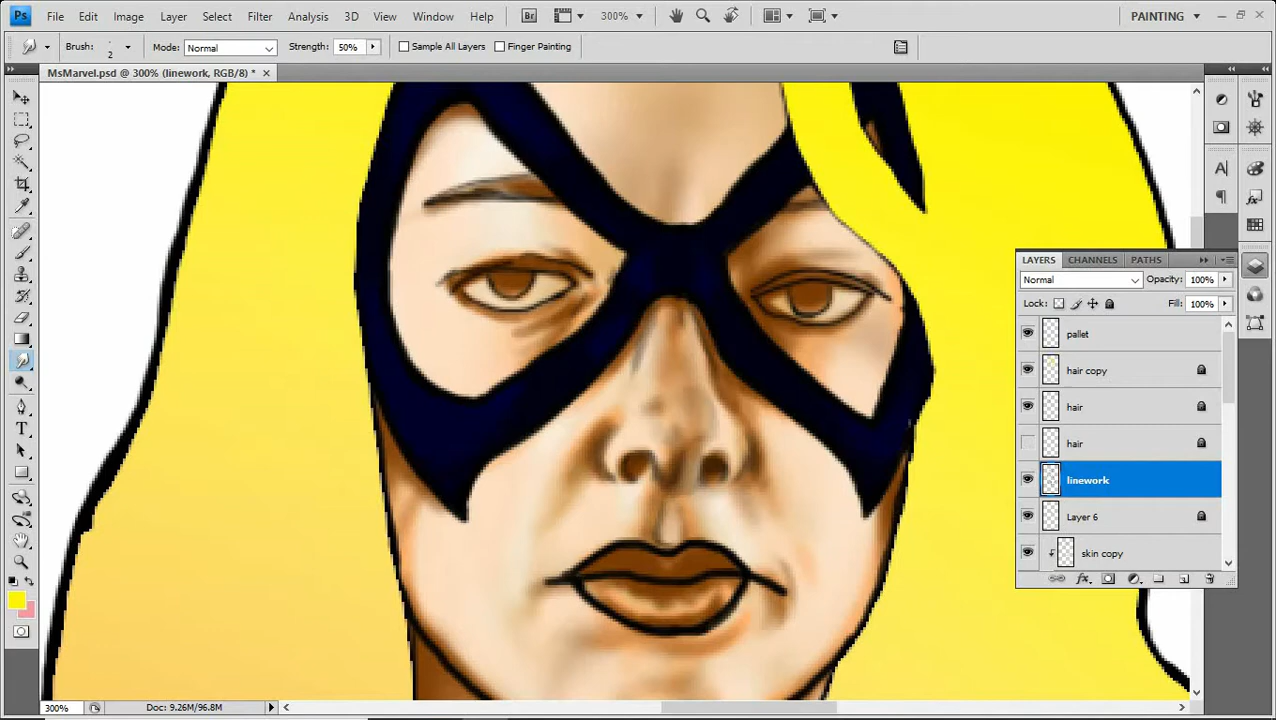 Ps File Edit Image Layer Select Filter Analysis 3D View Window Help Br 300% PAINTING
Brush: 2 Mode: Normal Strength: 50% Sample All Layers Finger Painting
MsMarvel.psd @ 300% (linework, RGB/8) * ×
LAYERS CHANNELS PATHS
Normal Opacity: 100%
Lock: Fill: 100%
pallet
hair copy
hair
hair
linework
Layer 6
skin copy
300% Doc: 9.26M/96.8M